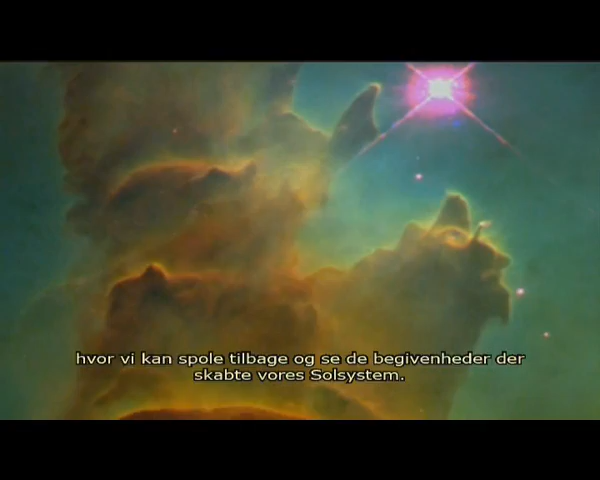 hvor vi kan spole tilbage og se de begivenheder der
skabte vores Solsystem.